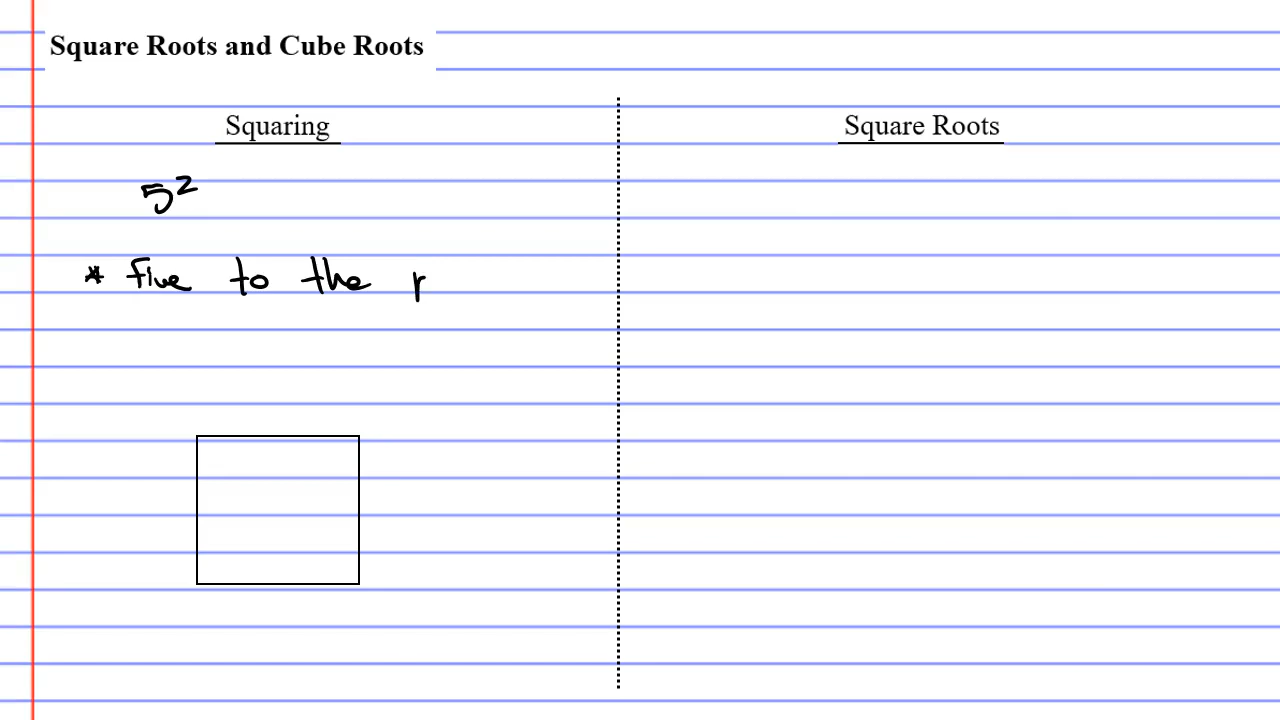 Square Roots and Cube Roots
Squaring
5²
* five to the
Square Roots